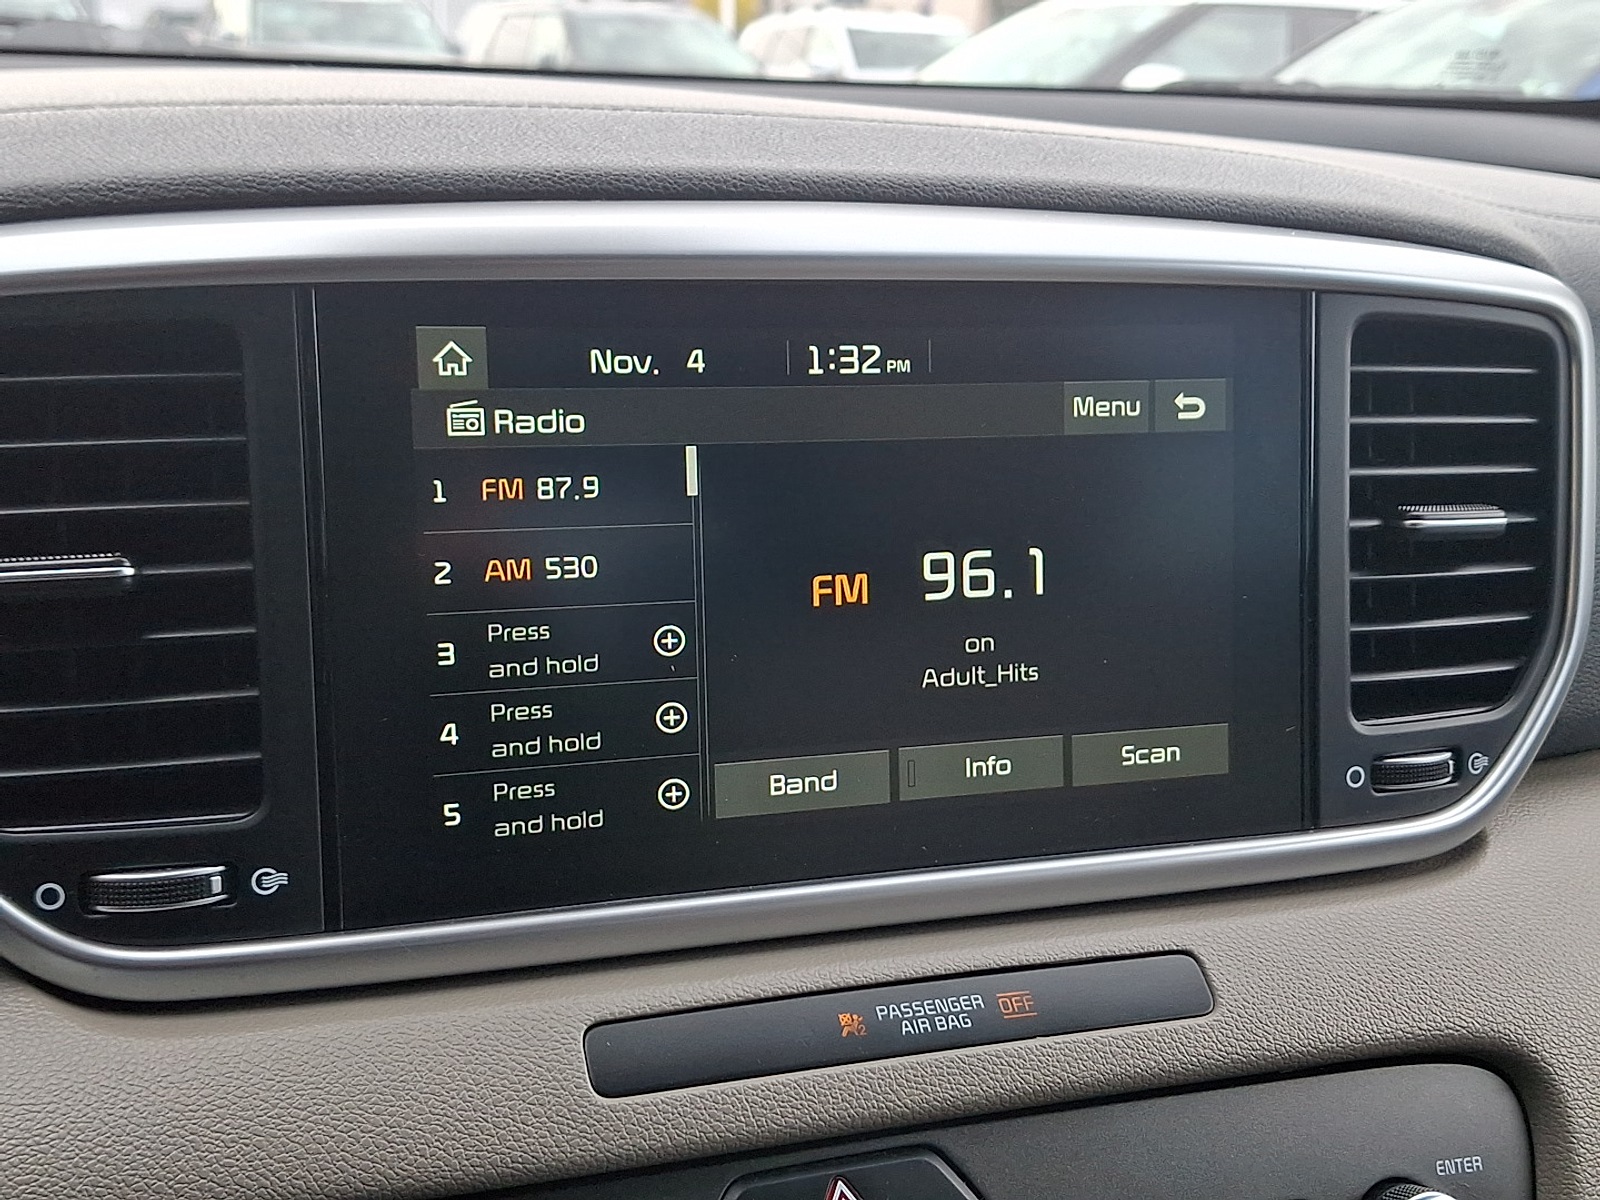 Nov. 4 1:32 PM
Radio
Menu
1 FM 87.9
2 AM 530
3 Press
and hold
4 Press
and hold
5 Press
and hold
FM 96.1
on
Adult_Hits
Band
Info
Scan
PASSENGER
AIR BAG
OFF
2
ENTER